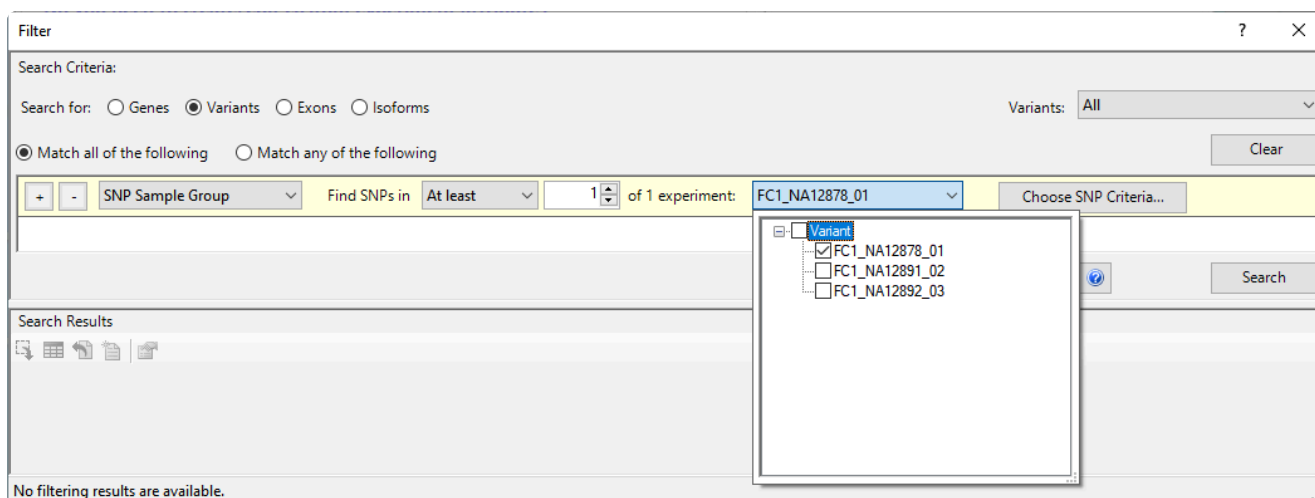 Filter ? ×
Search Criteria:
Search for: Genes Variants Exons Isoforms Variants: All
Match all of the following Match any of the following Clear
+ - SNP Sample Group Find SNPs in At least 1 of 1 experiment: FC1_NA12878_01 Choose SNP Criteria...
Variant
FC1_NA12878_01
FC1_NA12891_02
FC1_NA12892_03
? Search
Search Results
No filtering results are available.